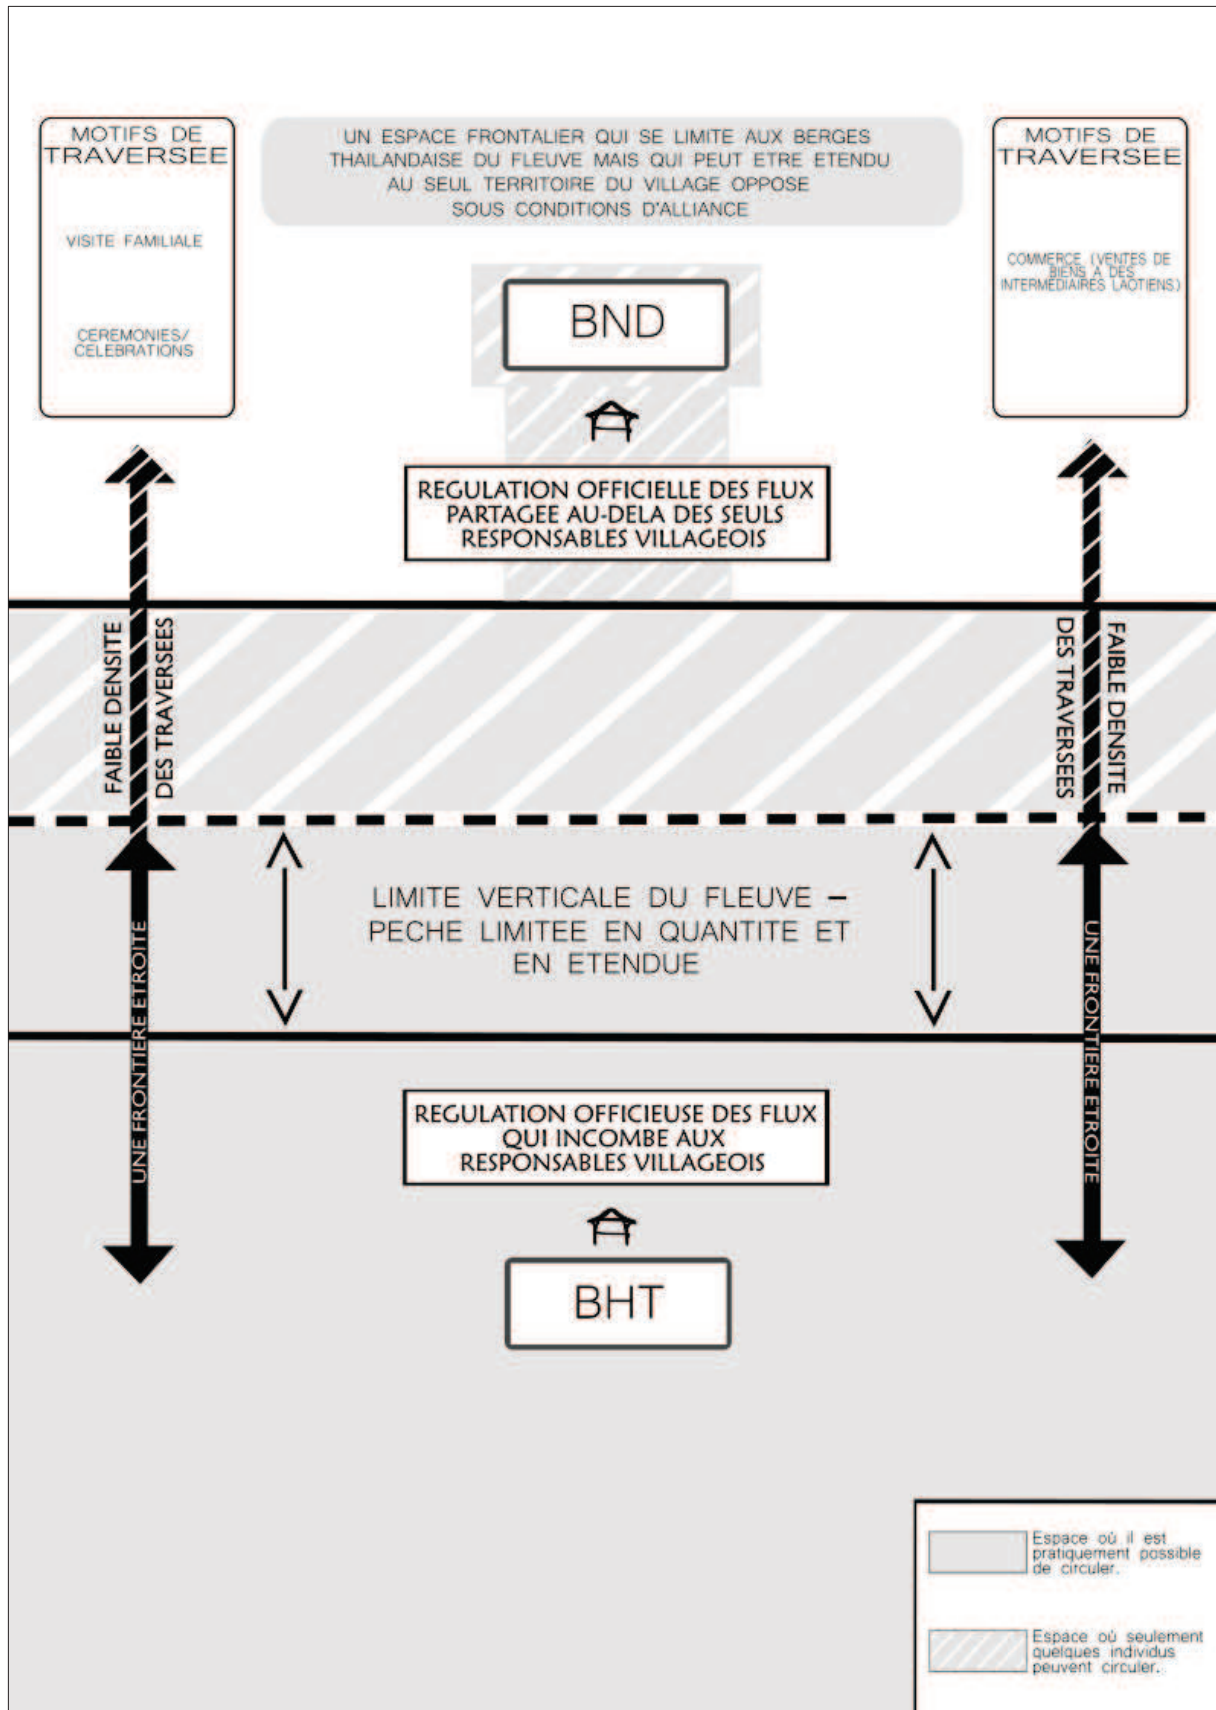 MOTIFS DE
TRAVERSEE
VISITE FAMILIALE
CEREMONIES/
CELEBRATIONS
UN ESPACE FRONTALIER QUI SE LIMITE AUX BERGES
THAILANDAISE DU FLEUVE MAIS QUI PEUT ETRE ETENDU
AU SEUL TERRITOIRE DU VILLAGE OPPOSE
SOUS CONDITIONS D'ALLIANCE
MOTIFS DE
TRAVERSEE
COMMERCE (VENTES DE
BIENS A DES
INTERMEDIAIRES LAOTIENS)
BND
REGULATION OFFICIELLE DES FLUX
PARTAGEE AU-DELA DES SEULS
RESPONSABLES VILLAGEOIS
FAIBLE DENSITE
DES TRAVERSEES
FAIBLE DENSITE
DES TRAVERSEES
LIMITE VERTICALE DU FLEUVE –
PECHE LIMITEE EN QUANTITE ET
EN ETENDUE
UNE FRONTIERE ETROITE
UNE FRONTIERE ETROITE
REGULATION OFFICIEUSE DES FLUX
QUI INCOMBE AUX
RESPONSABLES VILLAGEOIS
BHT
Espace où il est
pratiquement possible
de circuler.
Espace où seulement
quelques individus
peuvent circuler.